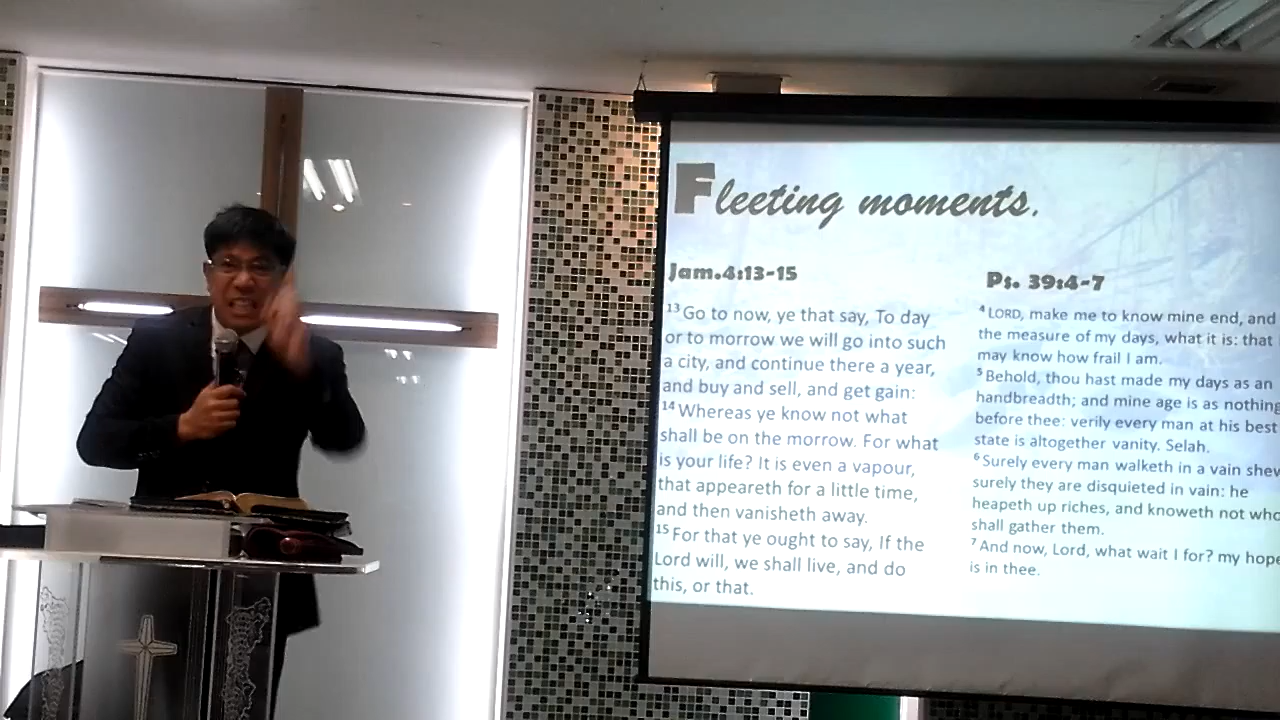 Fleeting moments.
Jam.4:13-15
13 Go to now, ye that say, To day
or to morrow we will go into such
a city, and continue there a year,
and buy and sell, and get gain:
14 Whereas ye know not what
shall be on the morrow. For what
is your life? It is even a vapour,
that appeareth for a little time,
and then vanisheth away.
15 For that ye ought to say, If the
Lord will, we shall live, and do
this, or that.
Ps. 39:4-7
4 LORD, make me to know mine end, and
the measure of my days, what it is: that
may know how frail I am.
5 Behold, thou hast made my days as an
handbreadth; and mine age is as nothing
before thee: verily every man at his best
state is altogether vanity. Selah.
6 Surely every man walketh in a vain shew
surely they are disquieted in vain: he
heapeth up riches, and knoweth not who
shall gather them.
7 And now, Lord, what wait I for? my hope
is in thee.